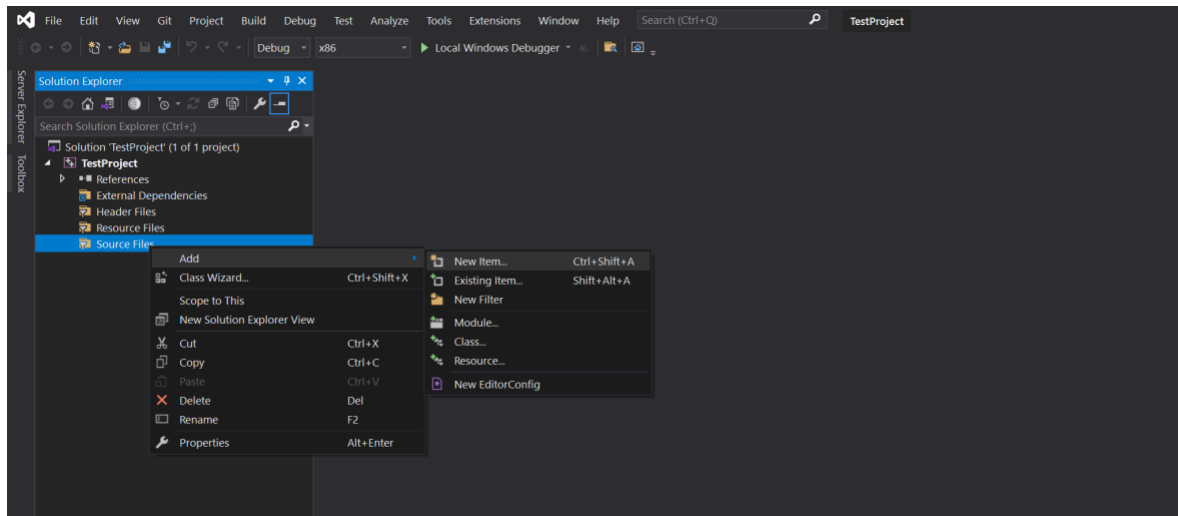 File Edit View Git Project Build Debug Test Analyze Tools Extensions Window Help Search (Ctrl+Q) TestProject
Debug x86 Local Windows Debugger
Server Explorer
Toolbox
Solution Explorer
Search Solution Explorer (Ctrl+;)
Solution 'TestProject' (1 of 1 project)
TestProject
References
External Dependencies
Header Files
Resource Files
Source Files
Add
Class Wizard... Ctrl+Shift+X
Scope to This
New Solution Explorer View
Cut Ctrl+X
Copy Ctrl+C
Paste Ctrl+V
Delete Del
Rename F2
Properties Alt+Enter
New Item... Ctrl+Shift+A
Existing Item... Shift+Alt+A
New Filter
Module...
Class...
Resource...
New EditorConfig